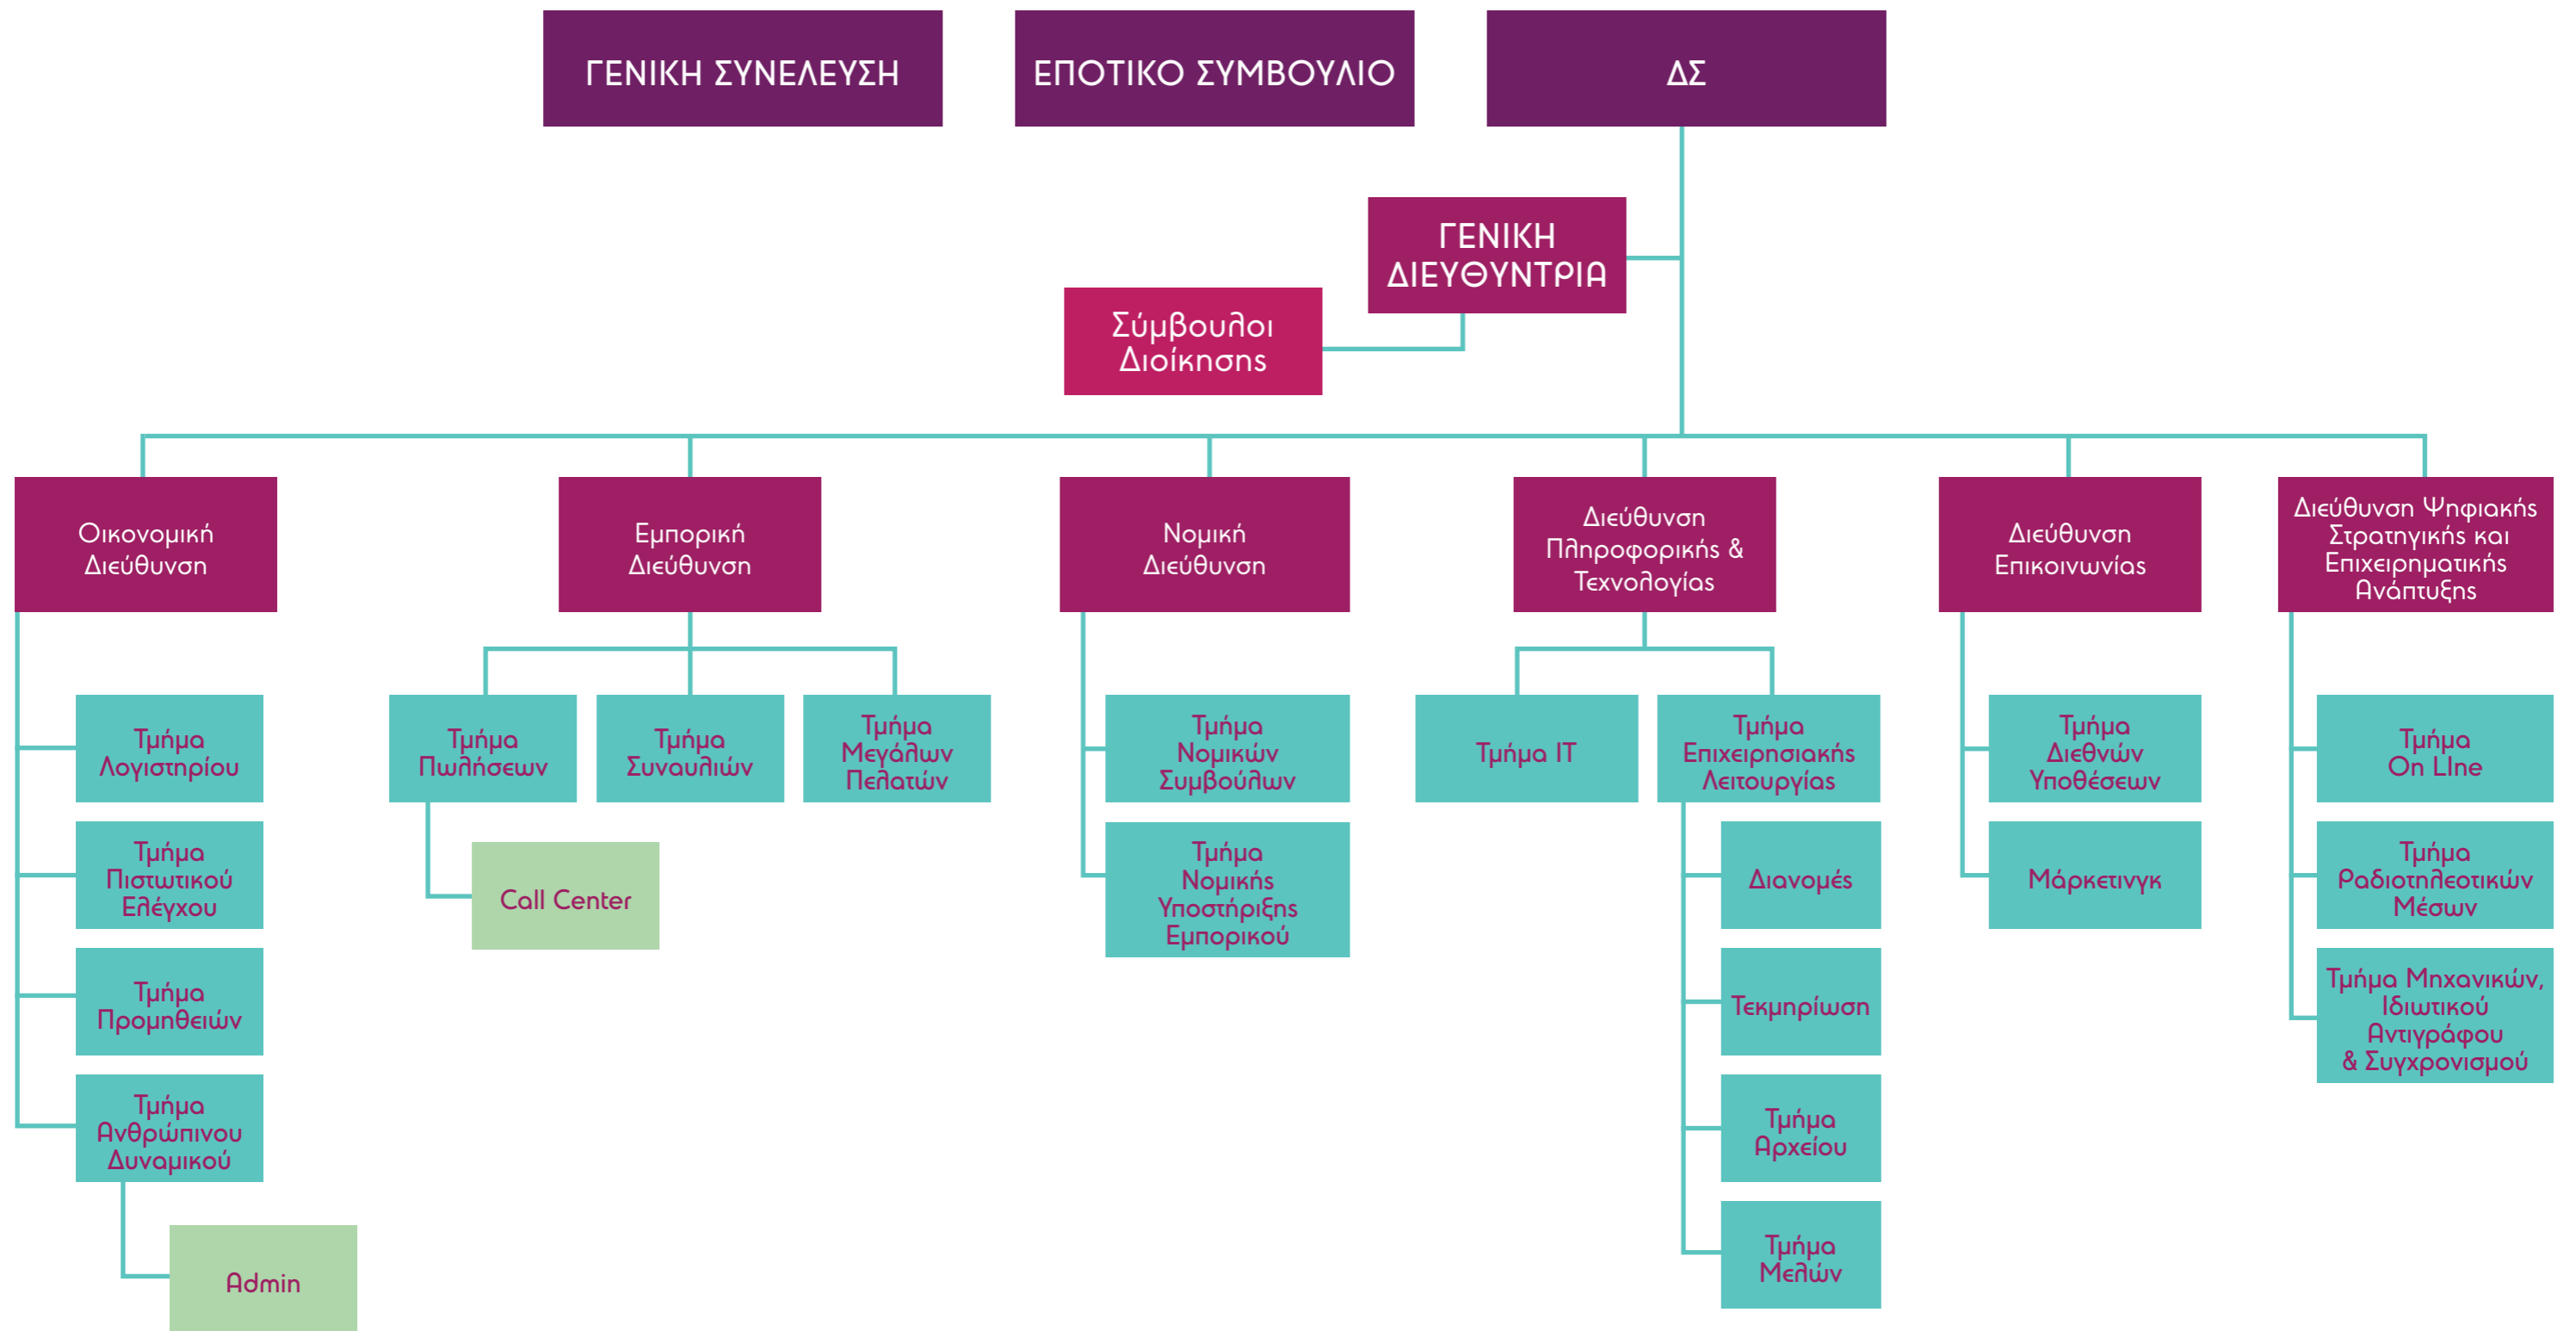 ΓΕΝΙΚΗ ΣΥΝΕΛΕΥΣΗ
ΕΠΟΤΙΚΟ ΣΥΜΒΟΥΛΙΟ
ΔΣ
ΓΕΝΙΚΗ
ΔΙΕΥΘΥΝΤΡΙΑ
Σύμβουλοι
Διοίκησης
Οικονομική
Διεύθυνση
Εμπορική
Διεύθυνση
Νομική
Διεύθυνση
Διεύθυνση
Πληροφορικής &
Τεχνολογίας
Διεύθυνση
Επικοινωνίας
Διεύθυνση Ψηφιακής
Στρατηγικής και
Επιχειρηματικής
Ανάπτυξης
Τμήμα
Λογιστηρίου
Τμήμα
Πιστωτικού
Ελέγχου
Τμήμα
Προμηθειών
Τμήμα
Ανθρώπινου
Δυναμικού
Admin
Τμήμα
Πωλήσεων
Τμήμα
Συναυλιών
Τμήμα
Μεγάλων
Πελατών
Call Center
Τμήμα
Νομικών
Συμβούλων
Τμήμα
Νομικής
Υποστήριξης
Εμπορικού
Τμήμα IT
Τμήμα
Επιχειρησιακής
Λειτουργίας
Διανομές
Τεκμηρίωση
Τμήμα
Αρχείου
Τμήμα
Μελών
Τμήμα
Διεθνών
Υποθέσεων
Μάρκετινγκ
Τμήμα
On LIne
Τμήμα
Ραδιοτηλεοτικών
Μέσων
Τμήμα Μηχανικών,
Ιδιωτικού
Αντιγράφου
& Συγχρονισμού